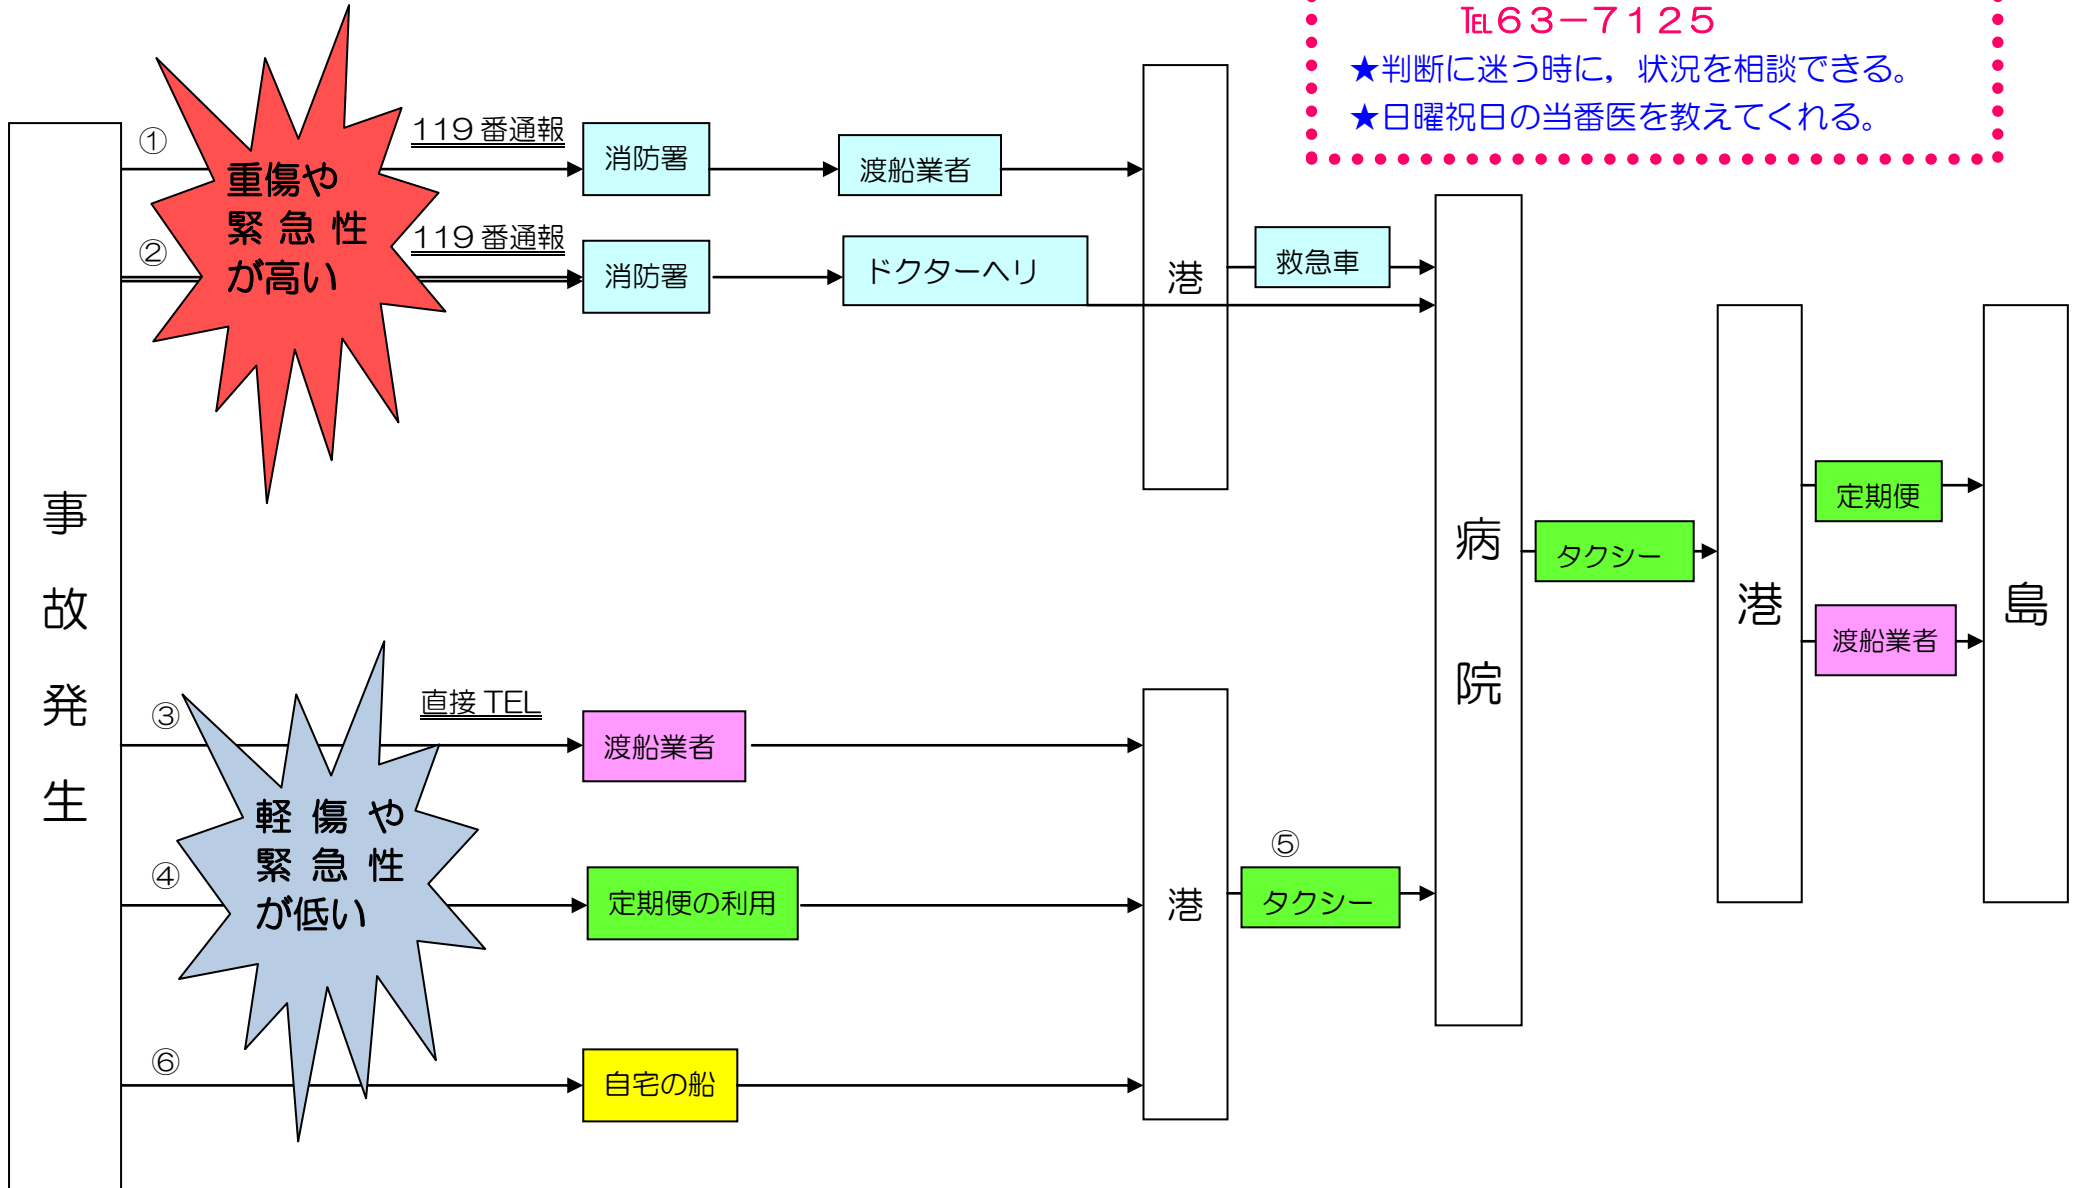 ℡63-7125
★判断に迷う時に，状況を相談できる。
★日曜祝日の当番医を教えてくれる。
事故発生
①
重傷や
緊急性
が高い
119番通報
消防署
渡船業者
②
119番通報
消防署
ドクターヘリ
港
救急車
病院
タクシー
港
定期便
渡船業者
島
③
直接TEL
渡船業者
軽傷や
緊急性
が低い
④
定期便の利用
港
⑤
タクシー
⑥
自宅の船